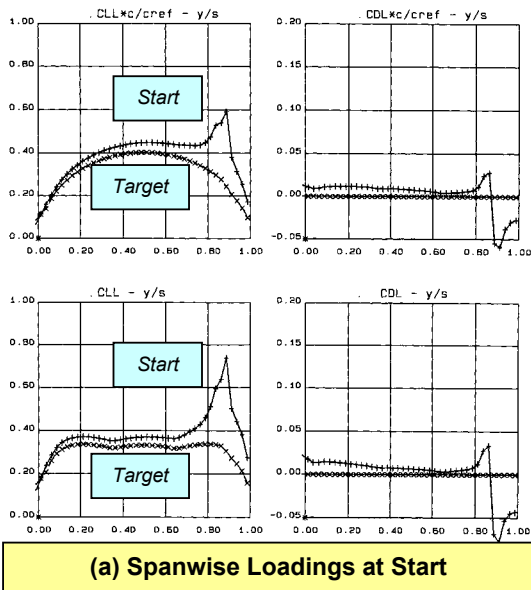 .CLL*c/cref - y/s
1.00
0.80
0.60
0.40
0.20
0.00
Start
Target
0.00 0.20 0.40 0.60 0.80 1.00
.CDL*c/cref - y/s
0.20
0.15
0.10
0.05
0.00
-0.05
0.00 0.20 0.40 0.60 0.80 1.00
.CLL - y/s
1.00
0.80
0.60
0.40
0.20
0.00
Start
Target
0.00 0.20 0.40 0.60 0.80 1.00
.CDL - y/s
0.20
0.15
0.10
0.05
0.00
-0.05
0.00 0.20 0.40 0.60 0.80 1.00
(a) Spanwise Loadings at Start